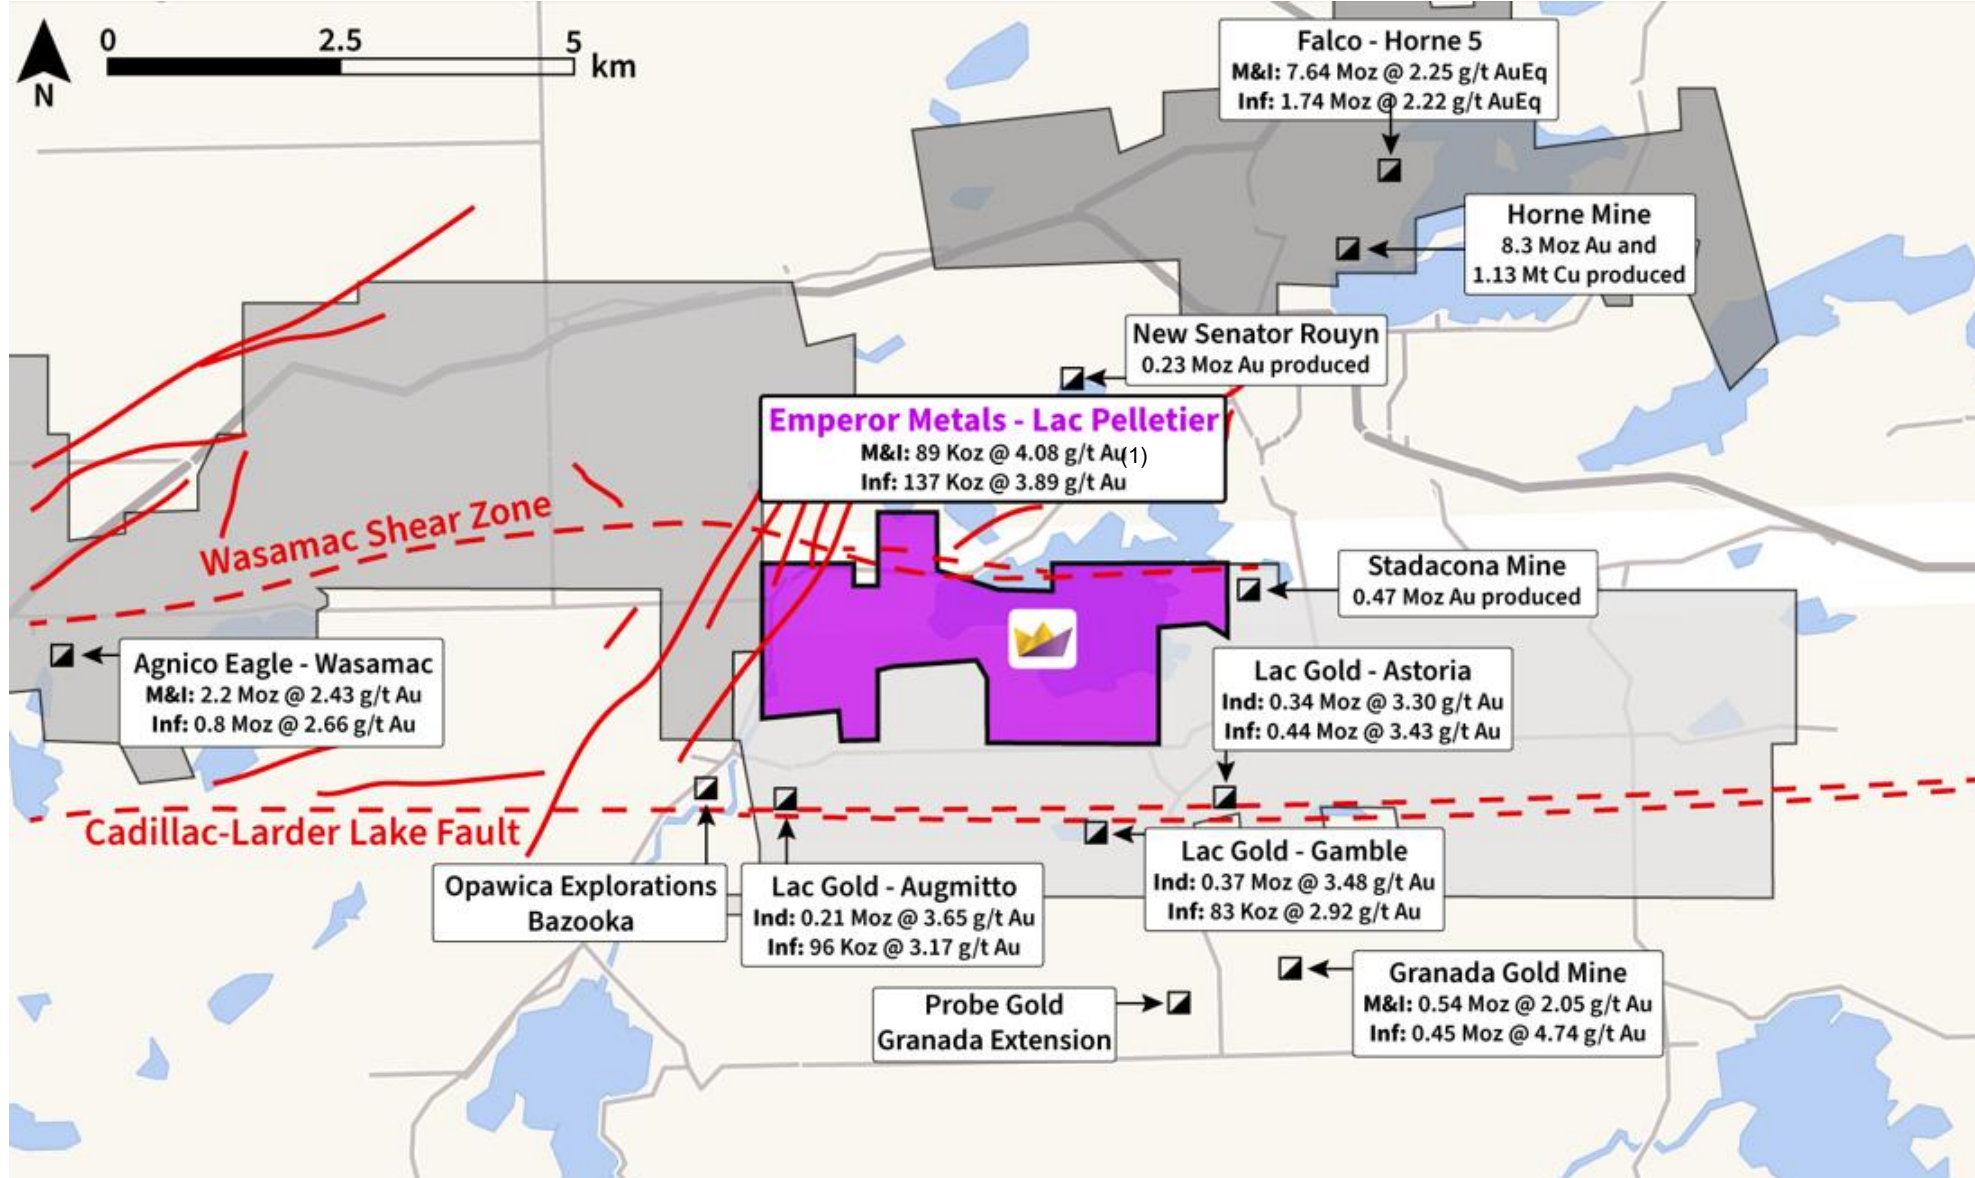 0 2.5 5 km
N
Falco - Horne 5
M&I: 7.64 Moz @ 2.25 g/t AuEq
Inf: 1.74 Moz @ 2.22 g/t AuEq
Horne Mine
8.3 Moz Au and
1.13 Mt Cu produced
New Senator Rouyn
0.23 Moz Au produced
Emperor Metals - Lac Pelletier
M&I: 89 Koz @ 4.08 g/t Au(1)
Inf: 137 Koz @ 3.89 g/t Au
Wasamac Shear Zone
Stadacona Mine
0.47 Moz Au produced
Agnico Eagle - Wasamac
M&I: 2.2 Moz @ 2.43 g/t Au
Inf: 0.8 Moz @ 2.66 g/t Au
Lac Gold - Astoria
Ind: 0.34 Moz @ 3.30 g/t Au
Inf: 0.44 Moz @ 3.43 g/t Au
Cadillac-Larder Lake Fault
Opawica Explorations
Bazooka
Lac Gold - Augmitto
Ind: 0.21 Moz @ 3.65 g/t Au
Inf: 96 Koz @ 3.17 g/t Au
Lac Gold - Gamble
Ind: 0.37 Moz @ 3.48 g/t Au
Inf: 83 Koz @ 2.92 g/t Au
Probe Gold
Granada Extension
Granada Gold Mine
M&I: 0.54 Moz @ 2.05 g/t Au
Inf: 0.45 Moz @ 4.74 g/t Au